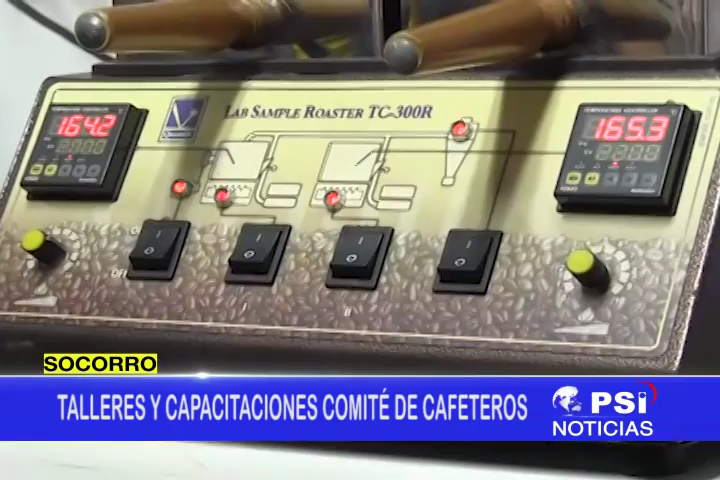 LAB SAMPLE ROASTER TC-300R
164.2
165.3
SOCORRO
TALLERES Y CAPACITACIONES COMITÉ DE CAFETEROS
PSi
NOTICIAS